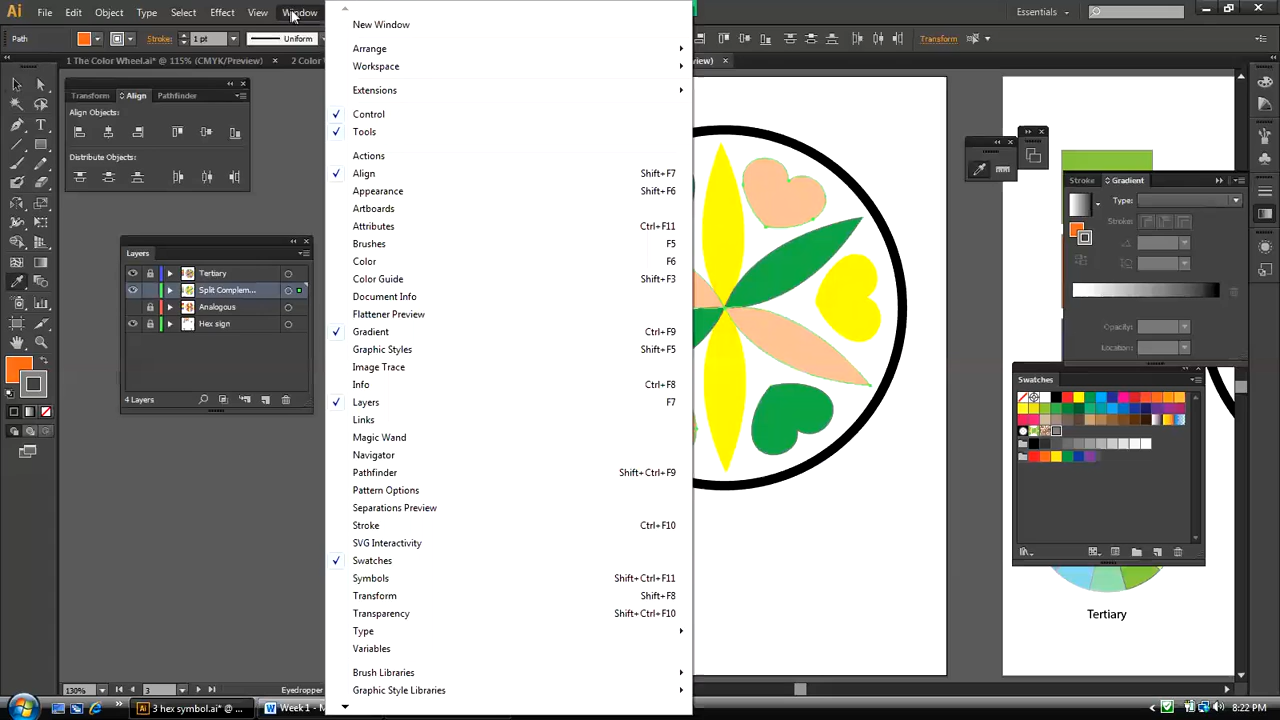 Ai File Edit Object Type Select Effect View Window
Essentials
Path Stroke: 1 pt Uniform Transform
1 The Color Wheel.ai* @ 115% (CMYK/Preview) × 2 Color iew) ×
Transform Align Pathfinder
Align Objects:
Distribute Objects:
Layers
Tertiary
Split Complem...
Analogous
Hex sign
4 Layers
New Window
Arrange
Workspace
Extensions
Control
Tools
Actions
Align Shift+F7
Appearance Shift+F6
Artboards
Attributes Ctrl+F11
Brushes F5
Color F6
Color Guide Shift+F3
Document Info
Flattener Preview
Gradient Ctrl+F9
Graphic Styles Shift+F5
Image Trace
Info Ctrl+F8
Layers F7
Links
Magic Wand
Navigator
Pathfinder Shift+Ctrl+F9
Pattern Options
Separations Preview
Stroke Ctrl+F10
SVG Interactivity
Swatches
Symbols Shift+Ctrl+F11
Transform Shift+F8
Transparency Shift+Ctrl+F10
Type
Variables
Brush Libraries
Graphic Style Libraries
Stroke Gradient
Type:
Stroke:
Opacity:
Location:
Swatches
Tertiary
130% 3 Eyedropper
3 hex symbol.ai* @ ... Week1 - M
8:22 PM